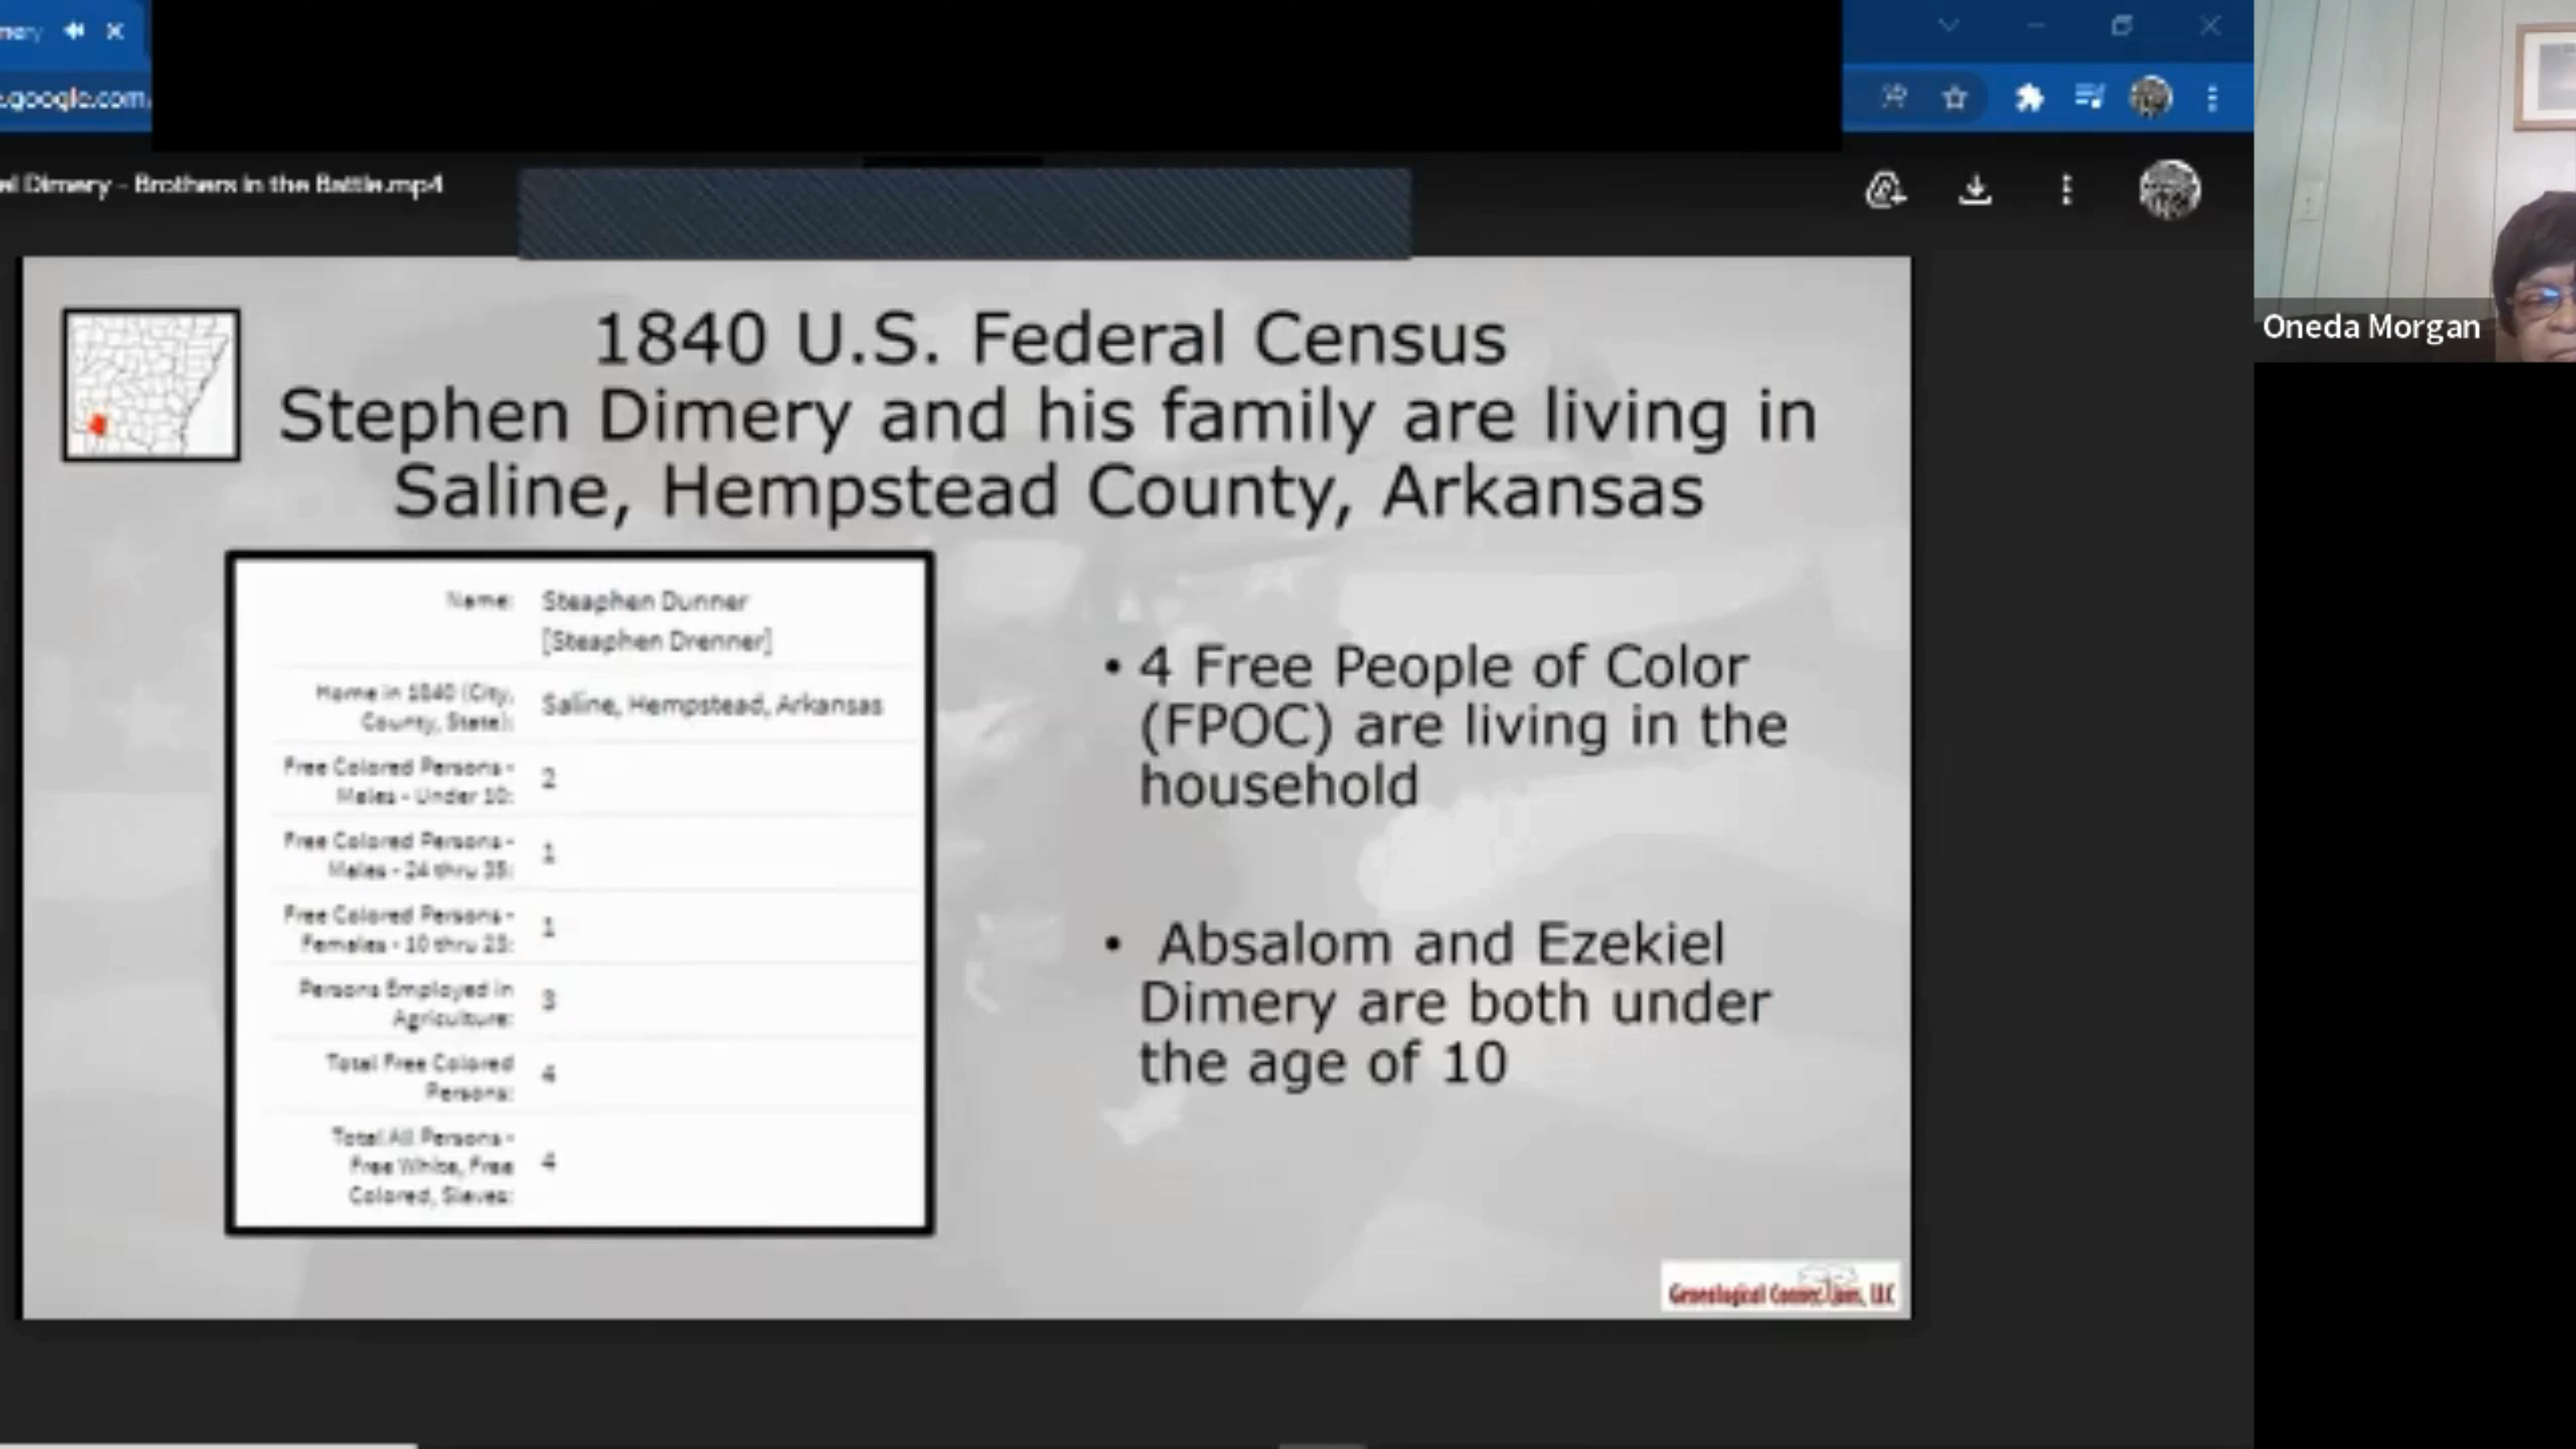 google.com
Dimery - Brothers in the Battle.mp4
1840 U.S. Federal Census
Stephen Dimery and his family are living in
Saline, Hempstead County, Arkansas
Name: Steaphen Dunner
[Steaphen Drenner]
Home in 1840 (City, County, State): Saline, Hempstead, Arkansas
Free Colored Persons - Males - Under 10: 2
Free Colored Persons - Males - 24 thru 35: 1
Free Colored Persons - Females - 10 thru 23: 1
Persons Employed in Agriculture: 3
Total Free Colored Persons: 4
Total All Persons - Free White, Free Colored, Slaves: 4
• 4 Free People of Color
(FPOC) are living in the
household
• Absalom and Ezekiel
Dimery are both under
the age of 10
Genealogical Connections, LLC
Oneda Morgan